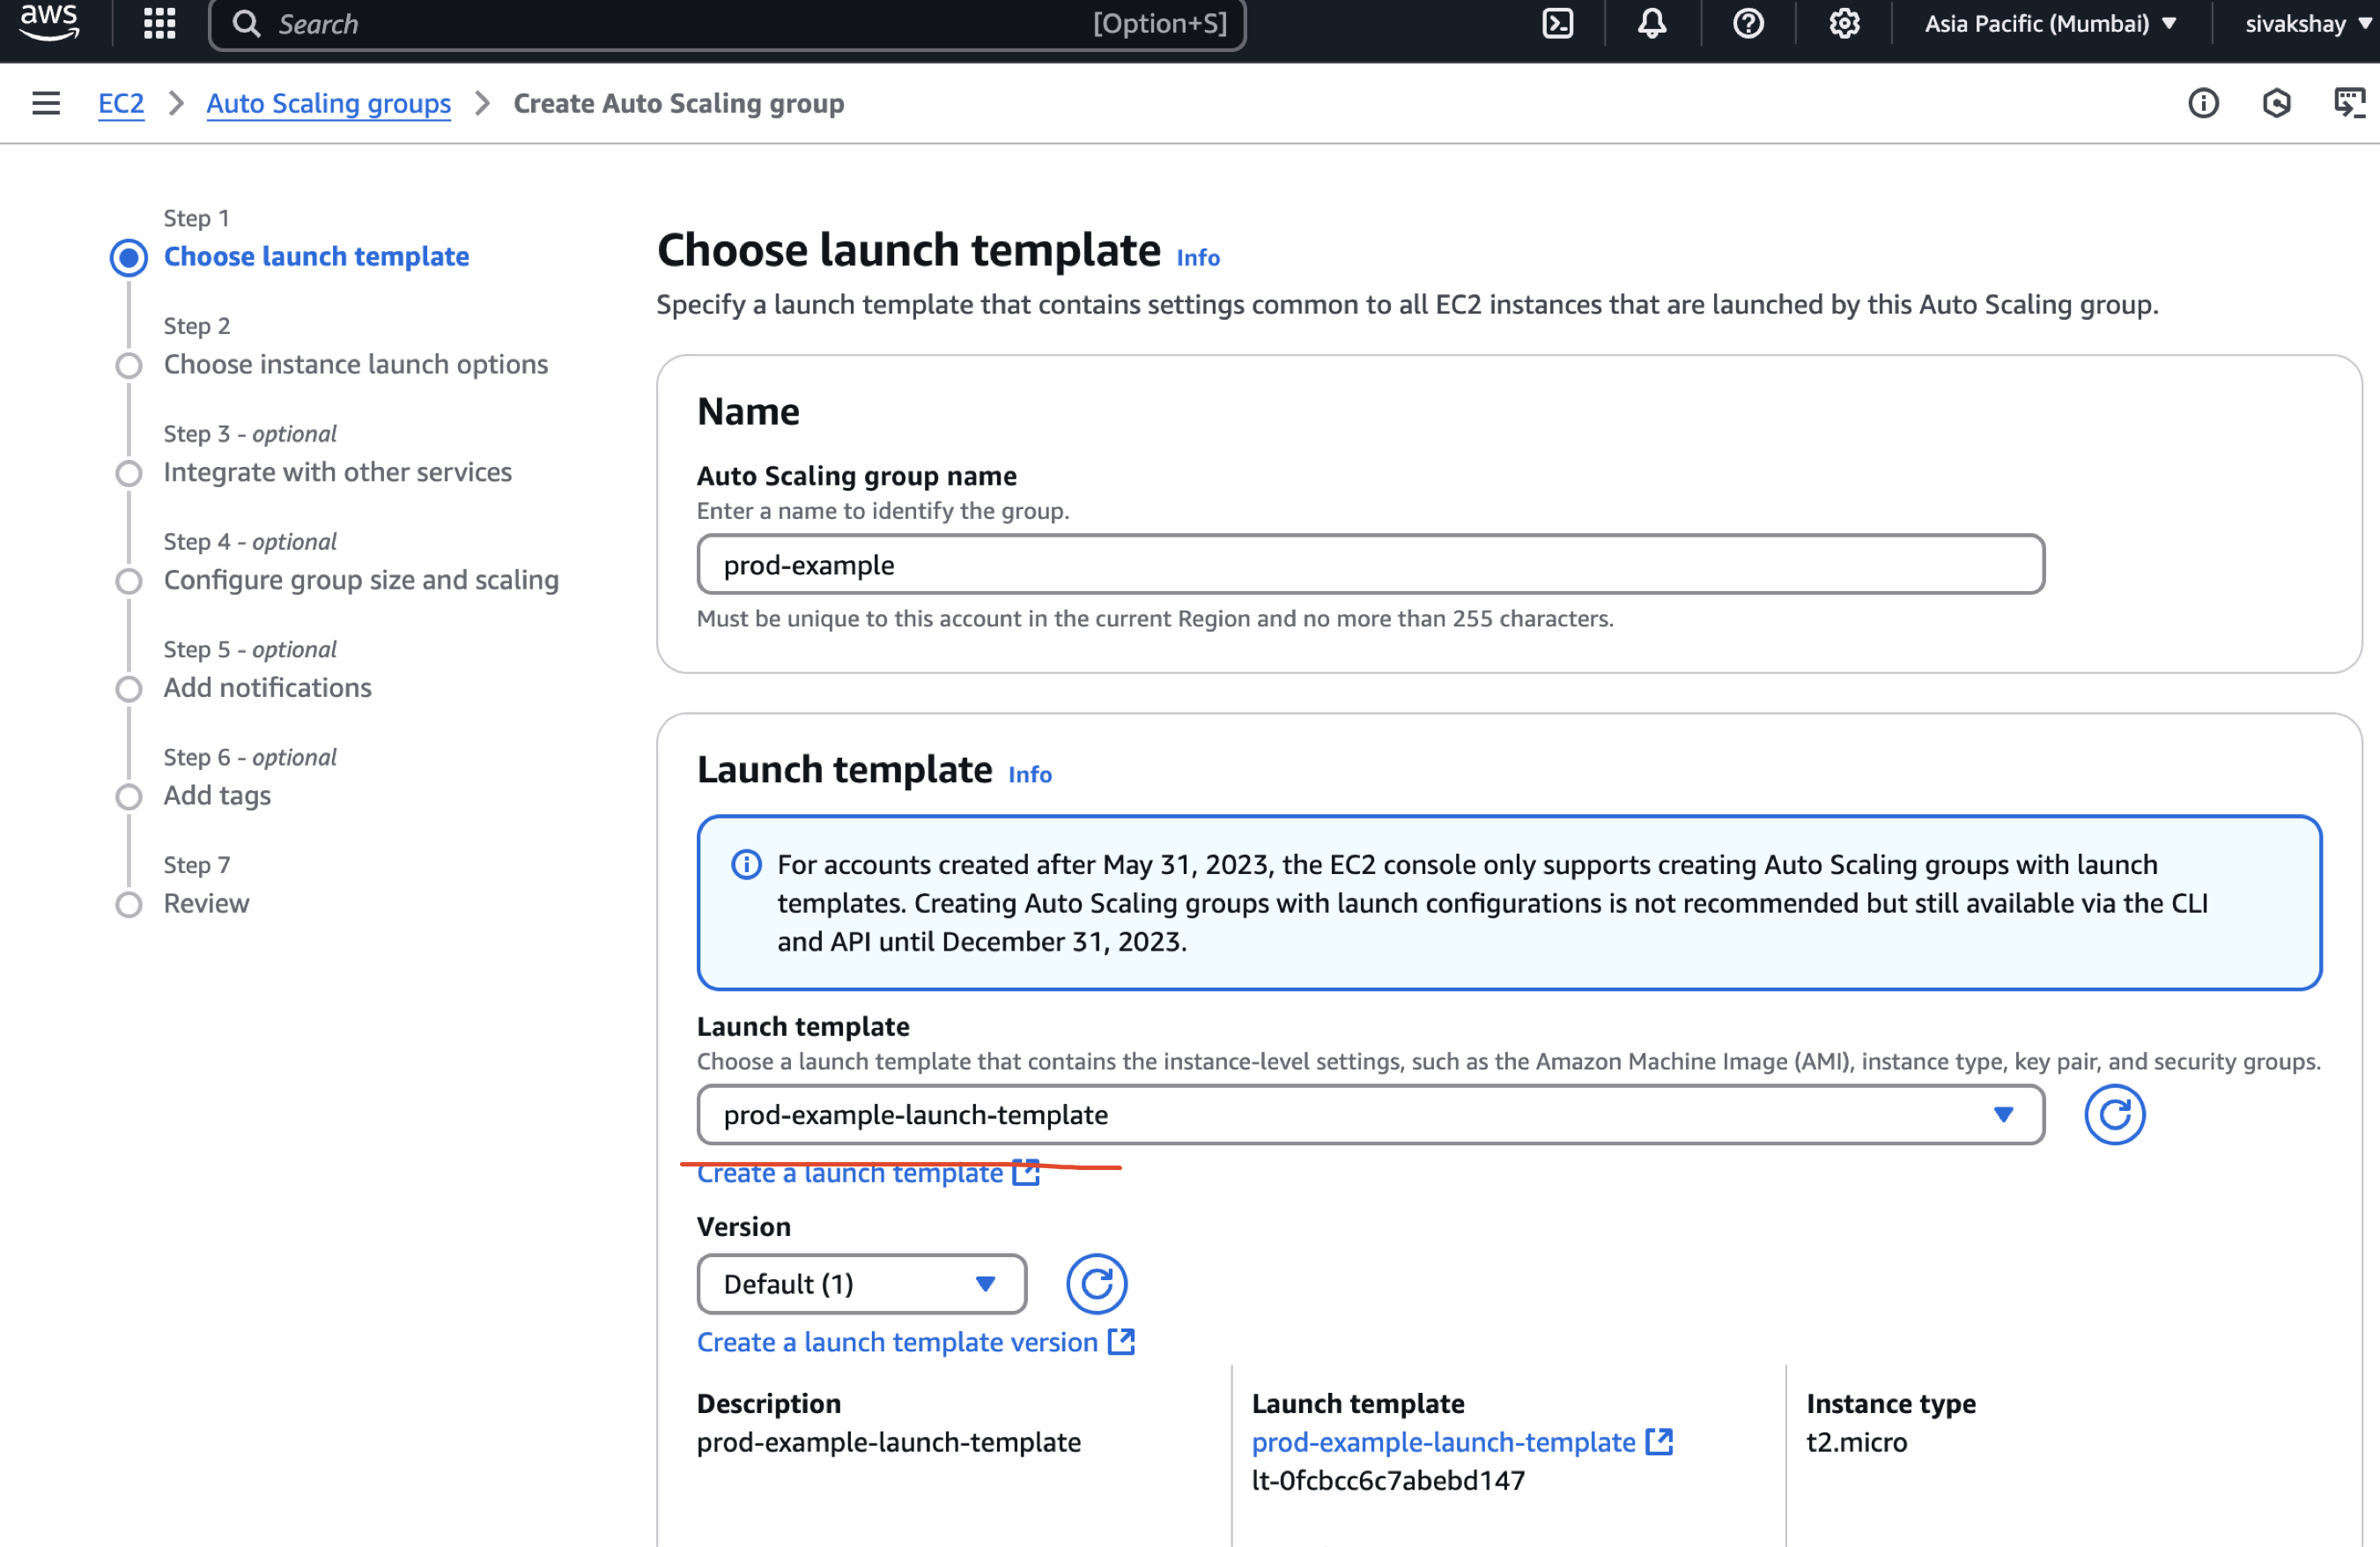 aws
Search [Option+S]
Asia Pacific (Mumbai)
sivakshay
EC2
Auto Scaling groups
Create Auto Scaling group
Step 1
Choose launch template
Step 2
Choose instance launch options
Step 3 - optional
Integrate with other services
Step 4 - optional
Configure group size and scaling
Step 5 - optional
Add notifications
Step 6 - optional
Add tags
Step 7
Review
Choose launch template Info
Specify a launch template that contains settings common to all EC2 instances that are launched by this Auto Scaling group.
Name
Auto Scaling group name
Enter a name to identify the group.
prod-example
Must be unique to this account in the current Region and no more than 255 characters.
Launch template Info
For accounts created after May 31, 2023, the EC2 console only supports creating Auto Scaling groups with launch
templates. Creating Auto Scaling groups with launch configurations is not recommended but still available via the CLI
and API until December 31, 2023.
Launch template
Choose a launch template that contains the instance-level settings, such as the Amazon Machine Image (AMI), instance type, key pair, and security groups.
prod-example-launch-template
Create a launch template
Version
Default (1)
Create a launch template version
Description
prod-example-launch-template
Launch template
prod-example-launch-template
lt-0fcbcc6c7abebd147
Instance type
t2.micro